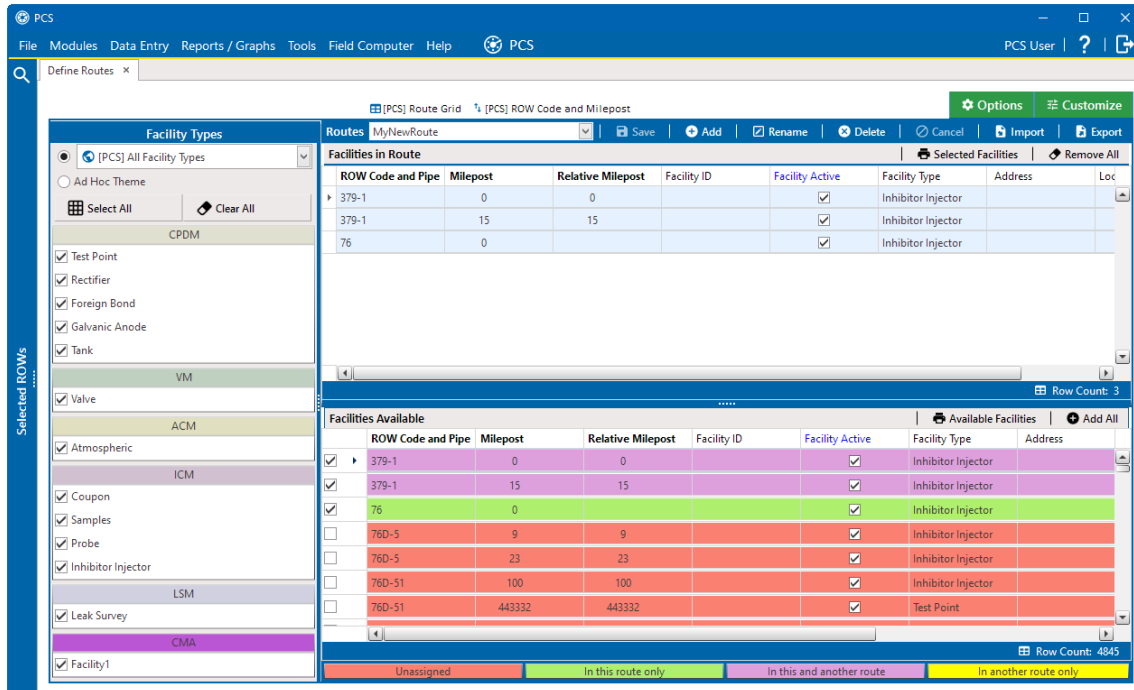 PCS
File Modules Data Entry Reports / Graphs Tools Field Computer Help PCS PCS User | ? |
Define Routes ×
[PCS] Route Grid [PCS] ROW Code and Milepost
Options Customize
Selected ROWs
Facility Types
[PCS] All Facility Types
Ad Hoc Theme
Select All Clear All
CPDM
Test Point
Rectifier
Foreign Bond
Galvanic Anode
Tank
VM
Valve
ACM
Atmospheric
ICM
Coupon
Samples
Probe
Inhibitor Injector
LSM
Leak Survey
CMA
Facility1
Routes MyNewRoute | Save | Add | Rename | Delete | Cancel | Import | Export
Facilities in Route | Selected Facilities | Remove All
ROW Code and Pipe Milepost Relative Milepost Facility ID Facility Active Facility Type Address Loc
379-1 0 0 Inhibitor Injector
379-1 15 15 Inhibitor Injector
76 0 Inhibitor Injector
Row Count: 3
Facilities Available | Available Facilities | Add All
ROW Code and Pipe Milepost Relative Milepost Facility ID Facility Active Facility Type Address
379-1 0 0 Inhibitor Injector
379-1 15 15 Inhibitor Injector
76 0 Inhibitor Injector
76D-5 9 9 Inhibitor Injector
76D-5 23 23 Inhibitor Injector
76D-51 100 100 Inhibitor Injector
76D-51 443332 443332 Test Point
Row Count: 4845
Unassigned In this route only In this and another route In another route only